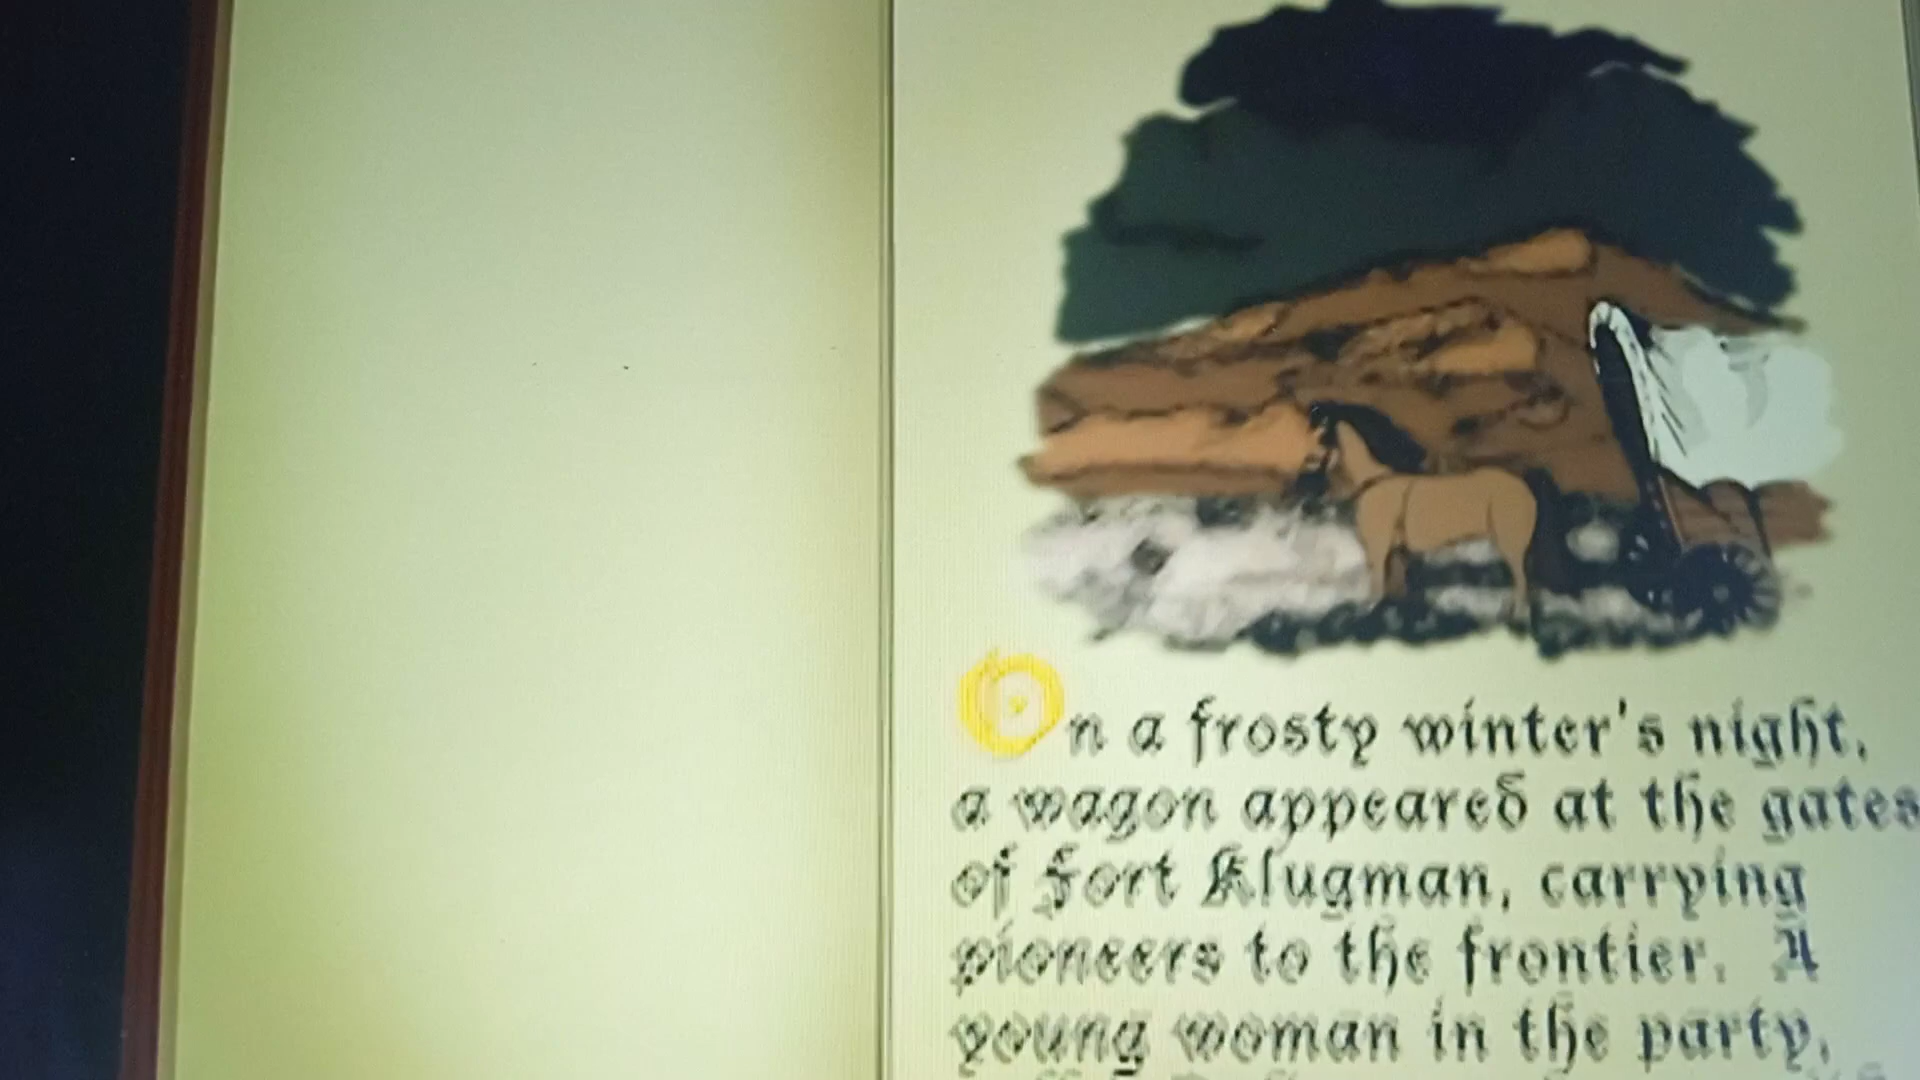 On a frosty winter's night,
a wagon appeared at the gates
of Fort Klugman, carrying
pioneers to the frontier. A
young woman in the party,